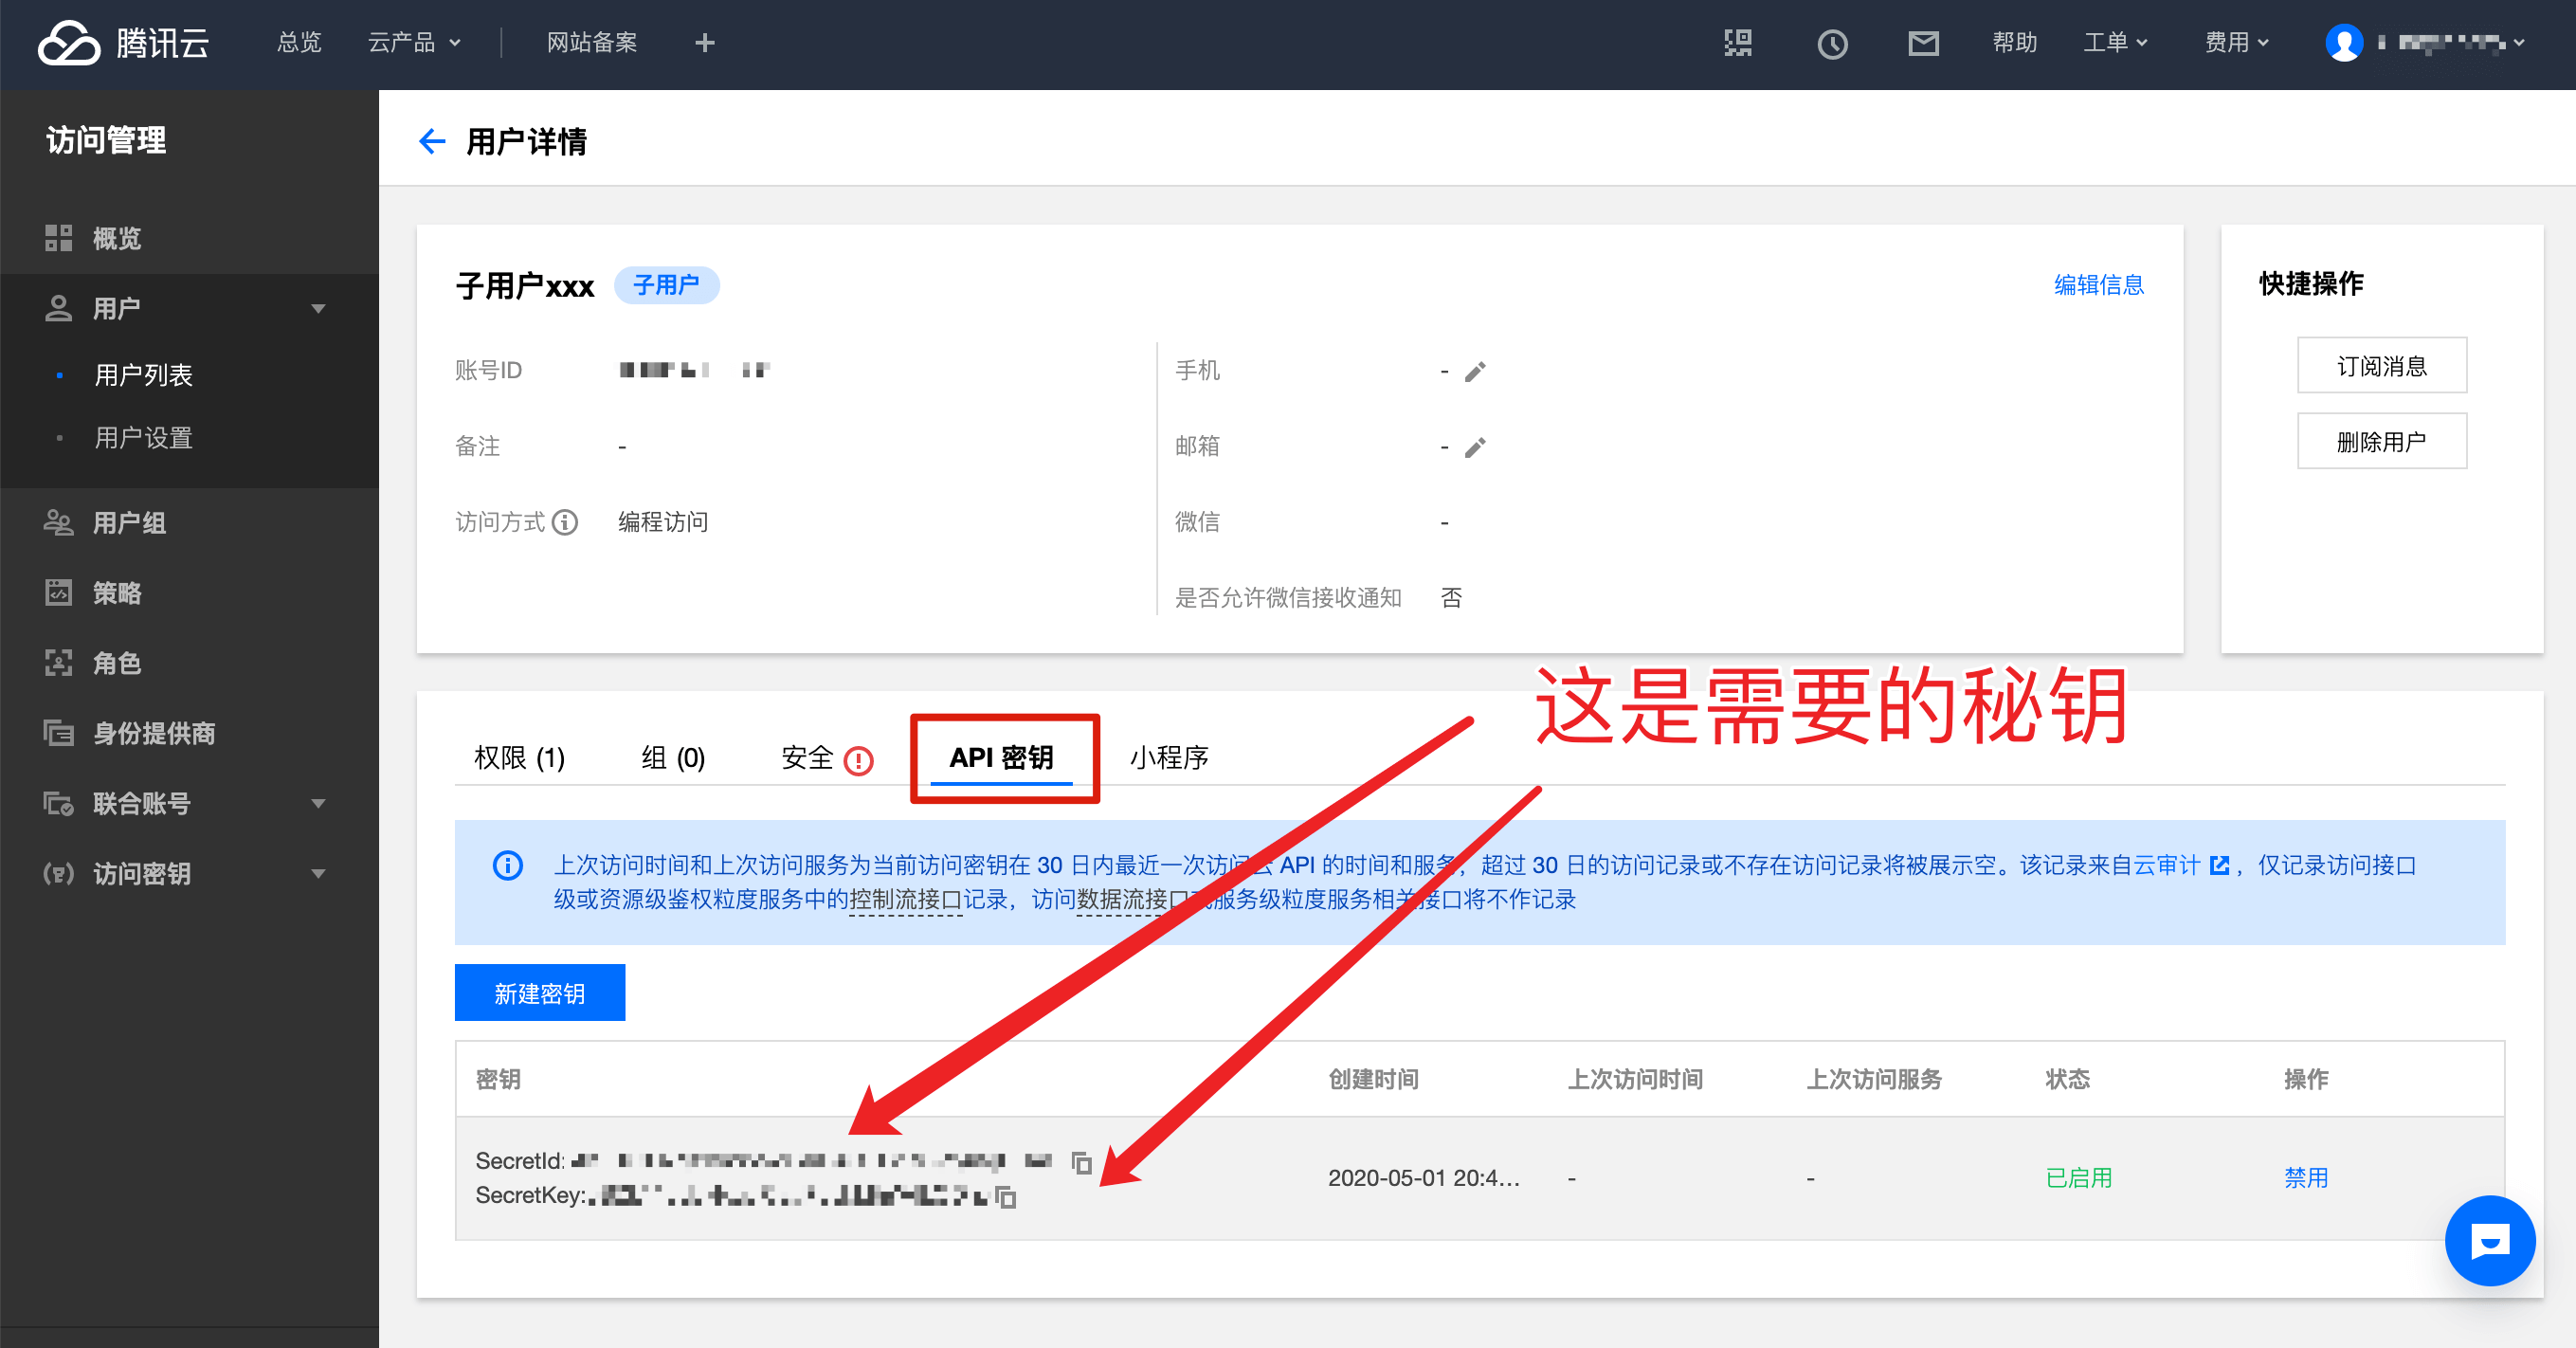 腾讯云 总览 云产品 网站备案 帮助 工单 费用
访问管理
概览
用户
用户列表
用户设置
用户组
策略
角色
身份提供商
联合账号
访问密钥
用户详情
子用户xxx 子用户 编辑信息
账号ID
备注 -
访问方式 编程访问
手机 -
邮箱 -
微信 -
是否允许微信接收通知 否
快捷操作
订阅消息
删除用户
这是需要的秘钥
权限 (1) 组 (0) 安全 API 密钥 小程序
上次访问时间和上次访问服务为当前访问密钥在 30 日内最近一次访问云 API 的时间和服务，超过 30 日的访问记录或不存在访问记录将被展示空。该记录来自云审计，仅记录访问接口
级或资源级鉴权粒度服务中的控制流接口记录，访问数据流接口或服务级粒度服务相关接口将不作记录
新建密钥
密钥 创建时间 上次访问时间 上次访问服务 状态 操作
SecretId:
SecretKey:
2020-05-01 20:4... - - 已启用 禁用